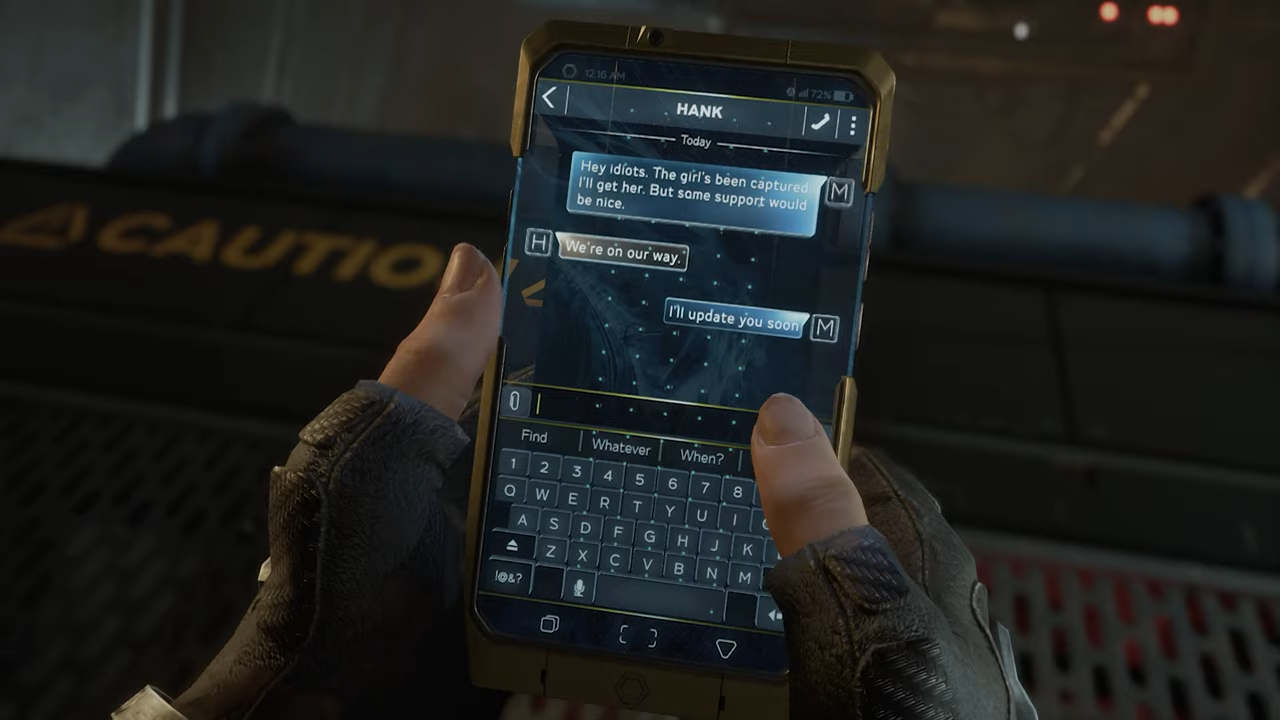 12:16 AM
72%
HANK
Today
Hey idiots. The girl's been captured
I'll get her. But some support would
be nice.
M
H
We're on our way.
I'll update you soon
M
CAUTIO
Find Whatever When?
1 2 3 4 5 6 7 8
Q W E R T Y U I
A S D F G H J K
Z X C V B N M
!@&?